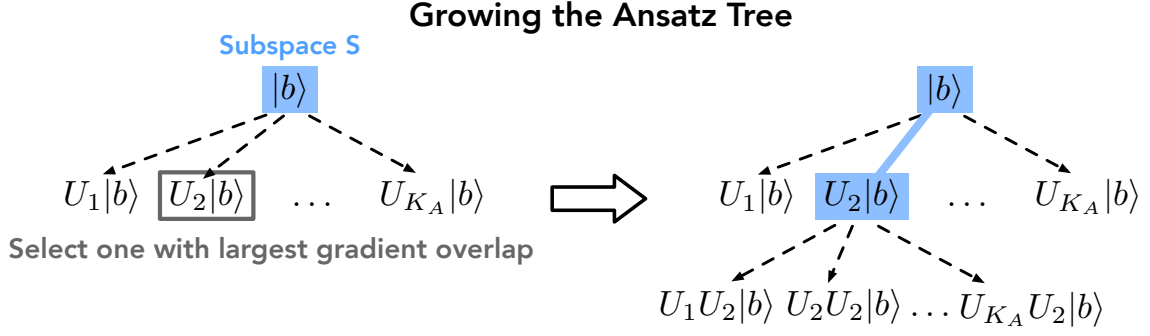 Growing the Ansatz Tree
Subspace S
|b⟩
U₁|b⟩ U₂|b⟩ ... U_{K_A}|b⟩
Select one with largest gradient overlap
|b⟩
U₁|b⟩ U₂|b⟩ ... U_{K_A}|b⟩
U₁U₂|b⟩ U₂U₂|b⟩ ... U_{K_A}U₂|b⟩